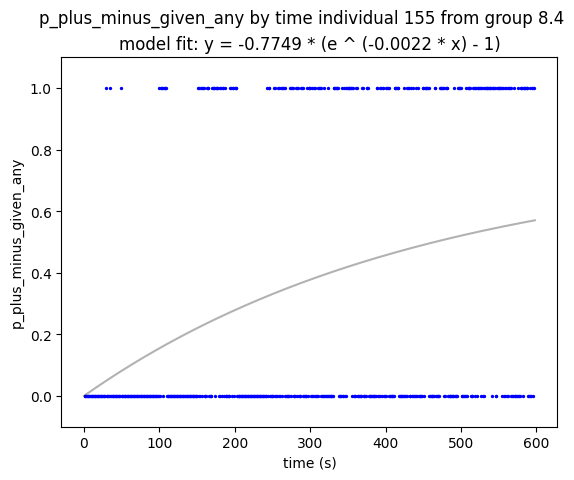 p_plus_minus_given_any by time individual 155 from group 8.4
model fit: y = -0.7749 * (e ^ (-0.0022 * x) - 1)
1.0
0.8
0.6
0.4
0.2
0.0
p_plus_minus_given_any
0 100 200 300 400 500 600
time (s)